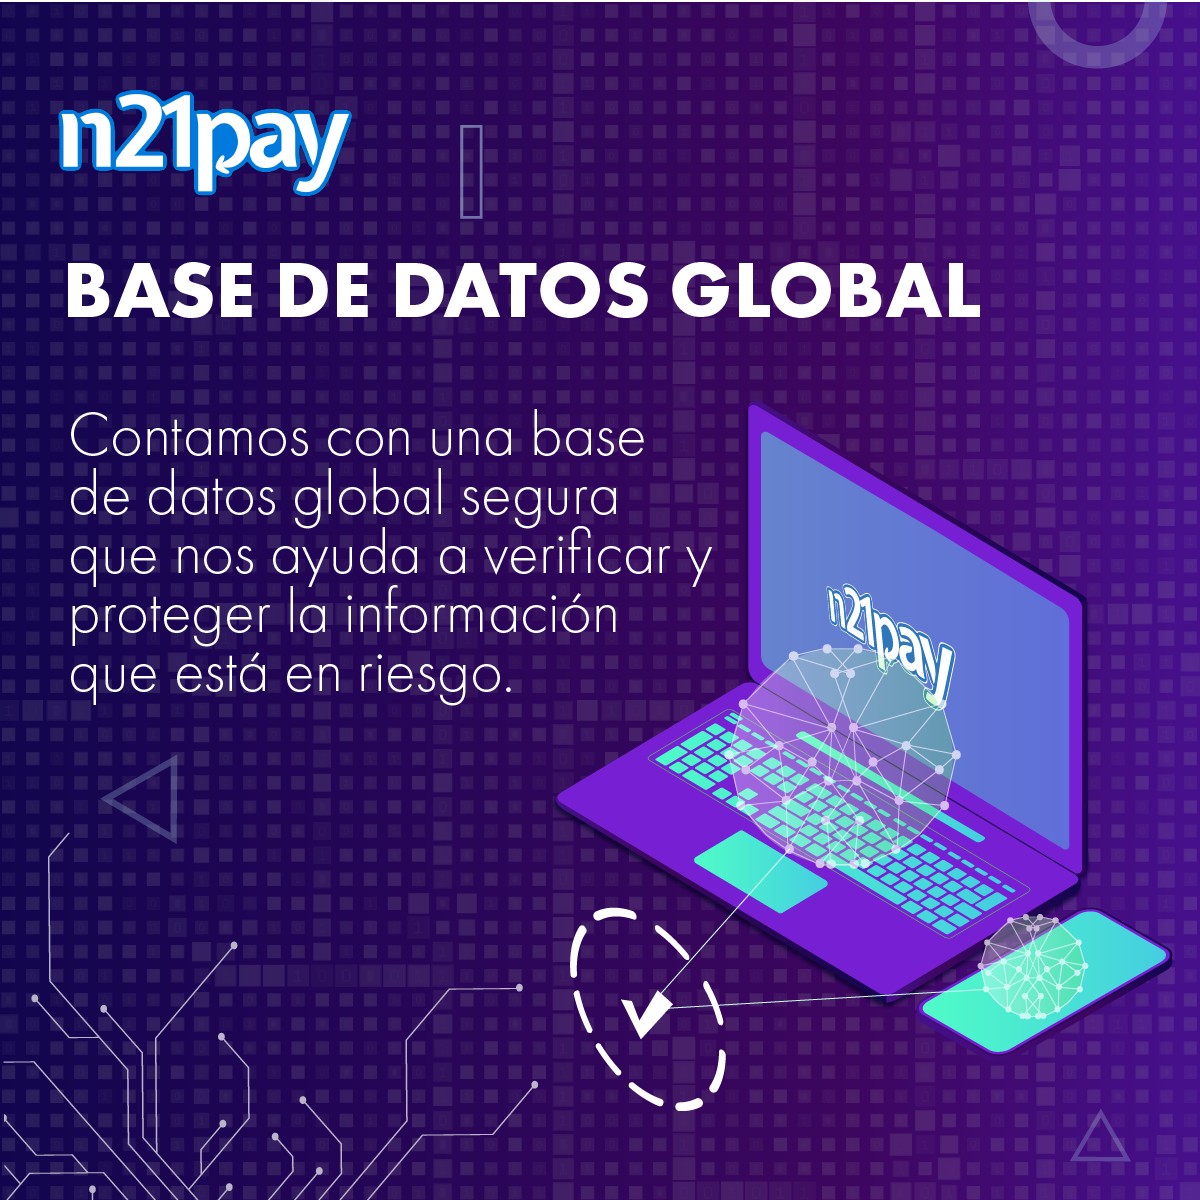 n21pay
BASE DE DATOS GLOBAL
Contamos con una base
de datos global segura
que nos ayuda a verificar y
proteger la información
que está en riesgo.
n21pay